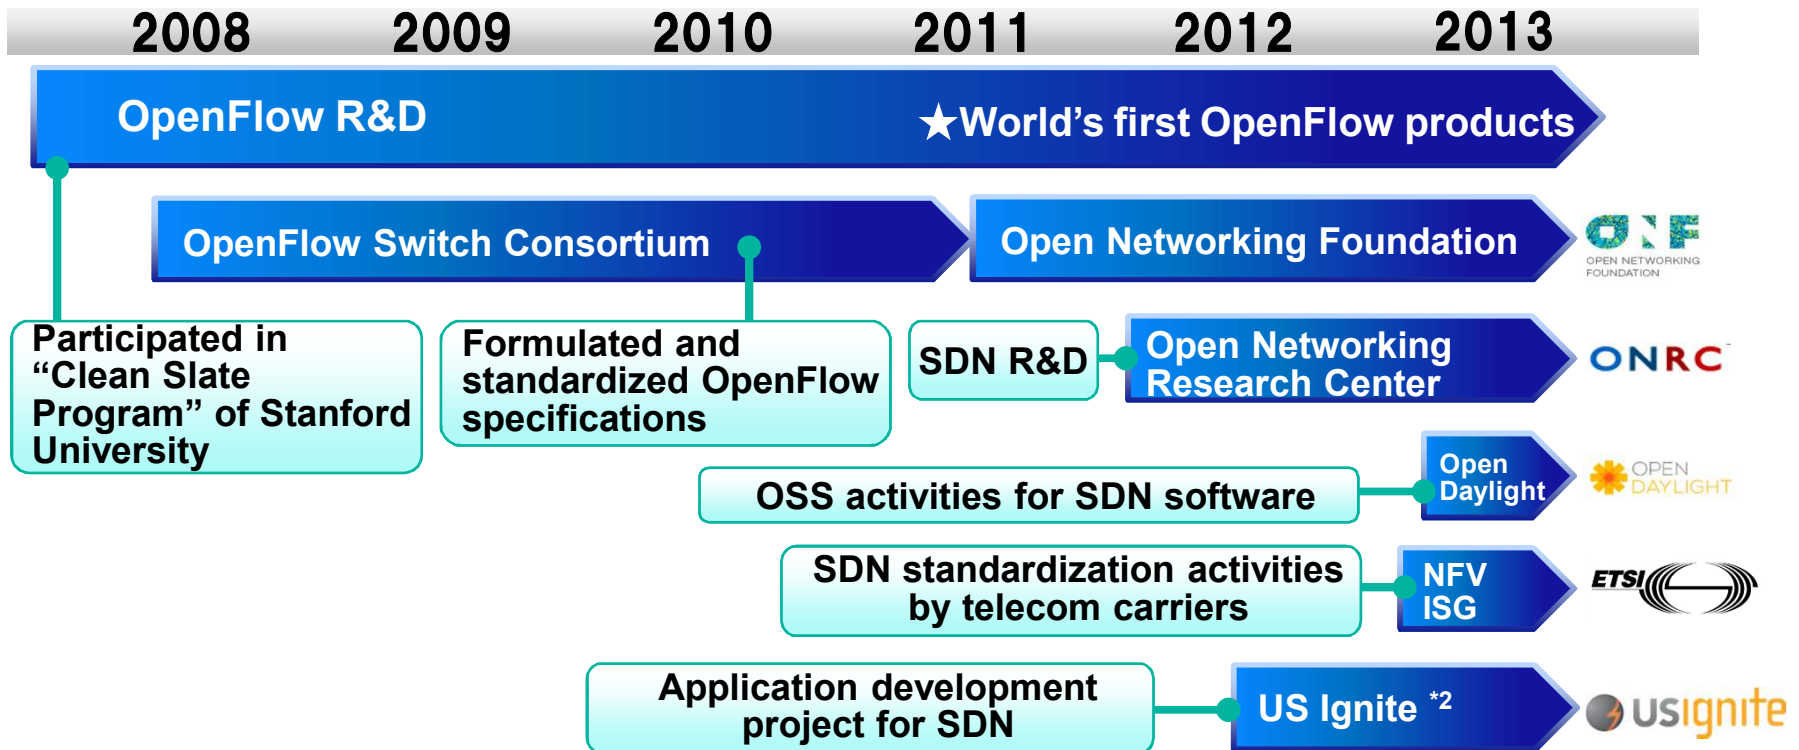 2008 2009 2010 2011 2012 2013
OpenFlow R&D
★World’s first OpenFlow products
OpenFlow Switch Consortium
Open Networking Foundation
ONF
OPEN NETWORKING
FOUNDATION
Participated in
“Clean Slate
Program” of Stanford
University
Formulated and
standardized OpenFlow
specifications
SDN R&D
Open Networking
Research Center
ONRC
OSS activities for SDN software
Open
Daylight
OPEN
DAYLIGHT
SDN standardization activities
by telecom carriers
NFV
ISG
ETSI
Application development
project for SDN
US Ignite *2
usignite